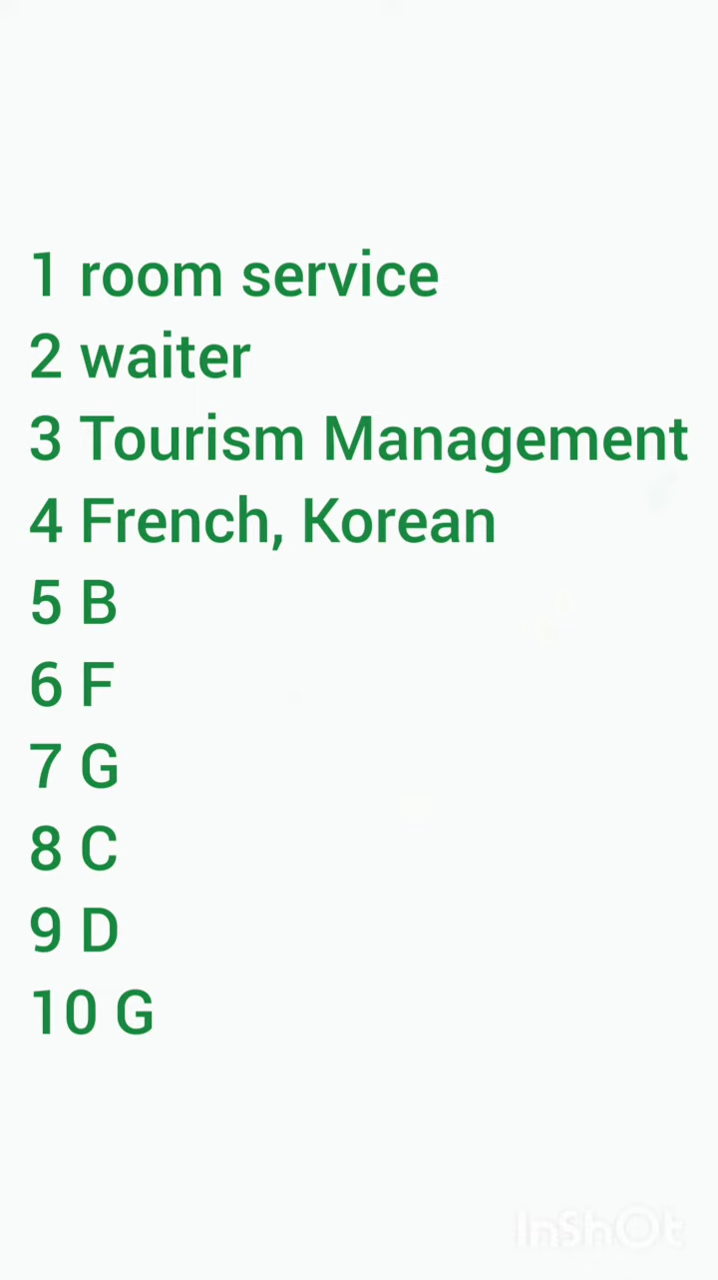 1 room service
2 waiter
3 Tourism Management
4 French, Korean
5 B
6 F
7 G
8 C
9 D
10 G
InShOt